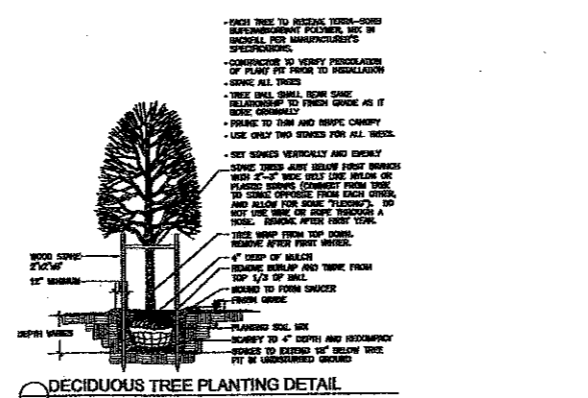 - EACH TREE TO RECEIVE TERRA-SORB
SUPERABSORBANT POLYMER, MIX IN
BACKFILL PER MANUFACTURER'S
SPECIFICATIONS.
- CONTRACTOR TO VERIFY PERCOLATION
OF PLANT PIT PRIOR TO INSTALLATION
- STAKE ALL TREES
- TREE BALL SHALL BEAR SAME
RELATIONSHIP TO FINISH GRADE AS IT
BORE ORIGINALLY
- PRUNE TO THIN AND SHAPE CANOPY
- USE ONLY TWO STAKES FOR ALL TREES.
- SET STAKES VERTICALLY AND EVENLY
STAKE TREES JUST BELOW FIRST BRANCH
WITH 2"-3" WIDE BELT LIKE NYLON OR
PLASTIC STRAPS (CONNECT FROM TREE
TO STAKE OPPOSITE FROM EACH OTHER,
AND ALLOW FOR SOME "FLEXING"). DO
NOT USE WIRE OR ROPE THROUGH A
HOSE. REMOVE AFTER FIRST YEAR.
TREE WRAP FROM TOP DOWN.
REMOVE AFTER FIRST WINTER.
WOOD STAKE
4" DEEP OF MULCH
REMOVE BURLAP AND TWINE FROM
TOP 1/3 OF BALL
12" MINIMUM
MOUND TO FORM SAUCER
FINISH GRADE
PLANTING SOIL MIX
DEPTH VARIES
SCARIFY TO 4" DEPTH AND RECOMPACT
STAKES TO EXTEND 18" BELOW TREE
PIT IN UNDISTURBED GROUND
DECIDUOUS TREE PLANTING DETAIL